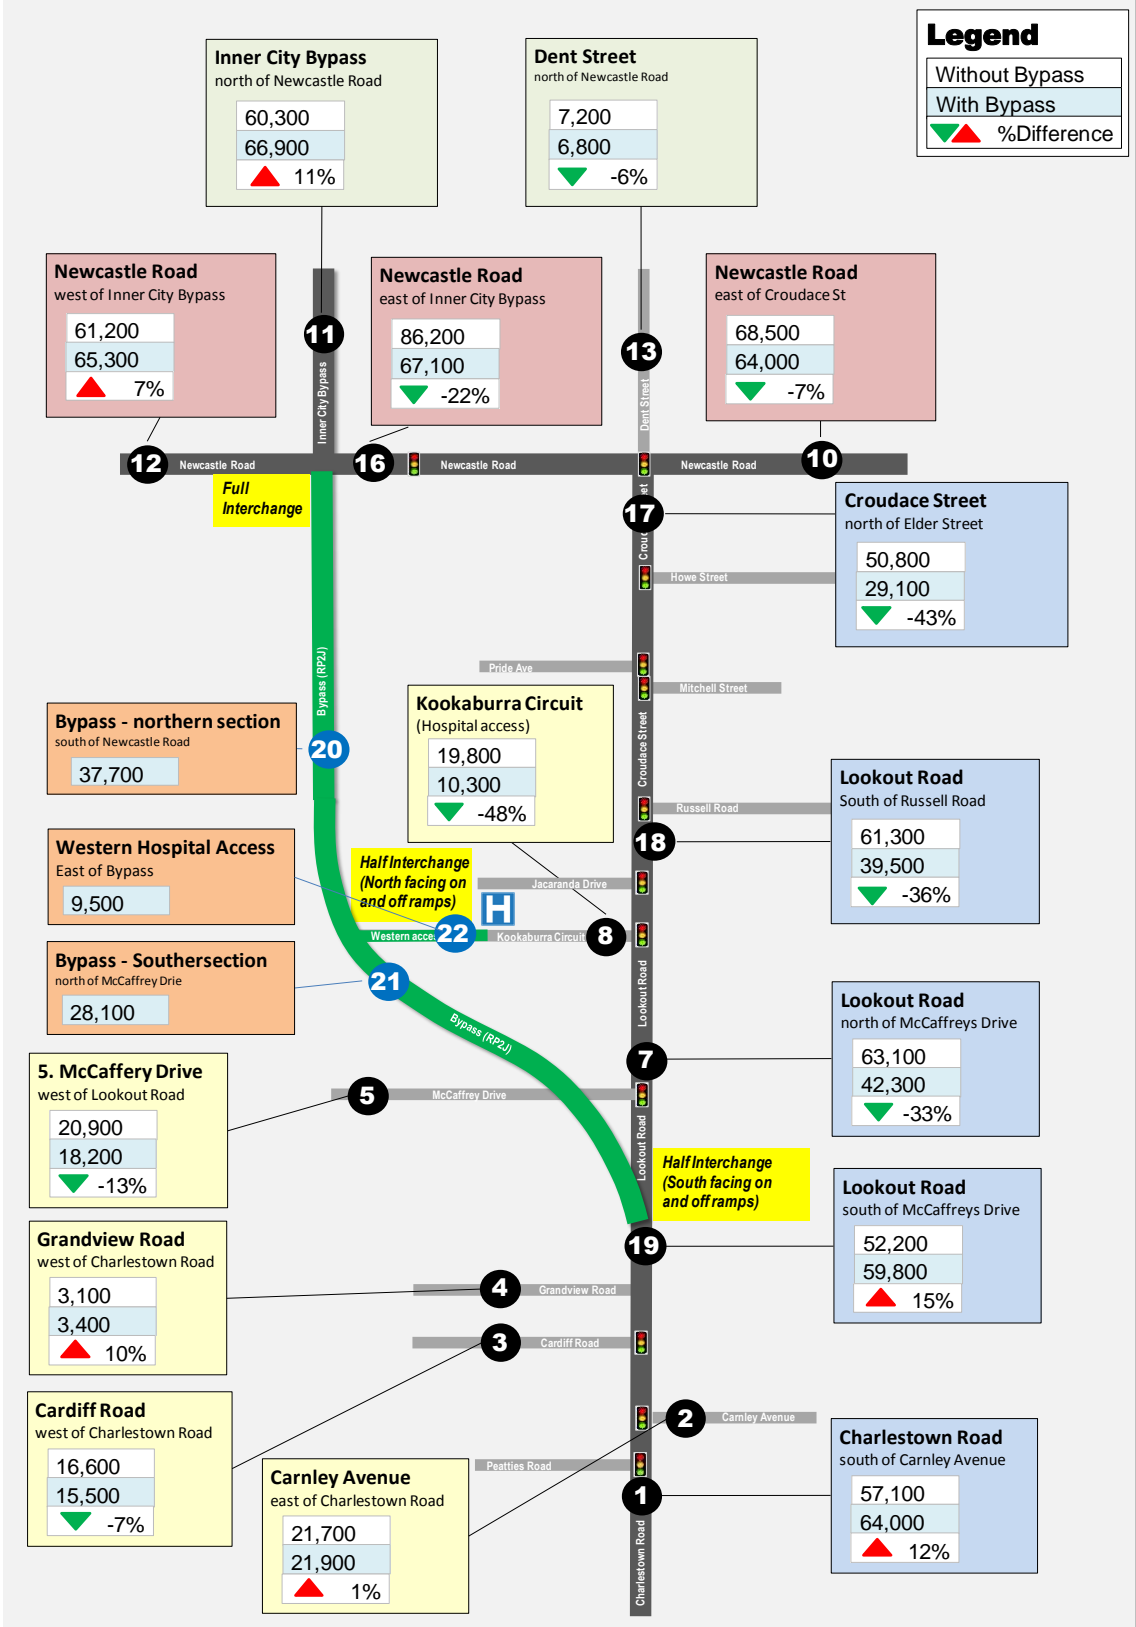 Legend
Without Bypass
With Bypass
%Difference
Inner City Bypass
north of Newcastle Road
60,300
66,900
11%
Dent Street
north of Newcastle Road
7,200
6,800
-6%
Newcastle Road
west of Inner City Bypass
61,200
65,300
7%
Newcastle Road
east of Inner City Bypass
86,200
67,100
-22%
Newcastle Road
east of Croudace St
68,500
64,000
-7%
11
13
Inner City Bypass
Dent Street
12
Newcastle Road
16
Newcastle Road
Newcastle Road
10
Full
Interchange
17
Croudace Street
north of Elder Street
50,800
29,100
-43%
Howe Street
Pride Ave
Mitchell Street
Bypass (RP2J)
Croudace Street
Kookaburra Circuit
(Hospital access)
19,800
10,300
-48%
Bypass - northern section
south of Newcastle Road
37,700
20
Russell Road
18
Lookout Road
South of Russell Road
61,300
39,500
-36%
Western Hospital Access
East of Bypass
9,500
Half Interchange
(North facing on
and off ramps)
Jacaranda Drive
H
Western acce
22
Kookaburra Circuit
8
Bypass - Southersection
north of McCaffrey Drie
28,100
21
Lookout Road
Bypass (RP2J)
Lookout Road
north of McCaffreys Drive
63,100
42,300
-33%
7
5. McCaffery Drive
west of Lookout Road
20,900
18,200
-13%
5
McCaffrey Drive
Lookout Road
Half Interchange
(South facing on
and off ramps)
Lookout Road
south of McCaffreys Drive
52,200
59,800
15%
19
Grandview Road
west of Charlestown Road
3,100
3,400
10%
4
Grandview Road
3
Cardiff Road
Cardiff Road
west of Charlestown Road
16,600
15,500
-7%
2
Carnley Avenue
Carnley Avenue
east of Charlestown Road
21,700
21,900
1%
Peatties Road
1
Charlestown Road
Charlestown Road
south of Carnley Avenue
57,100
64,000
12%